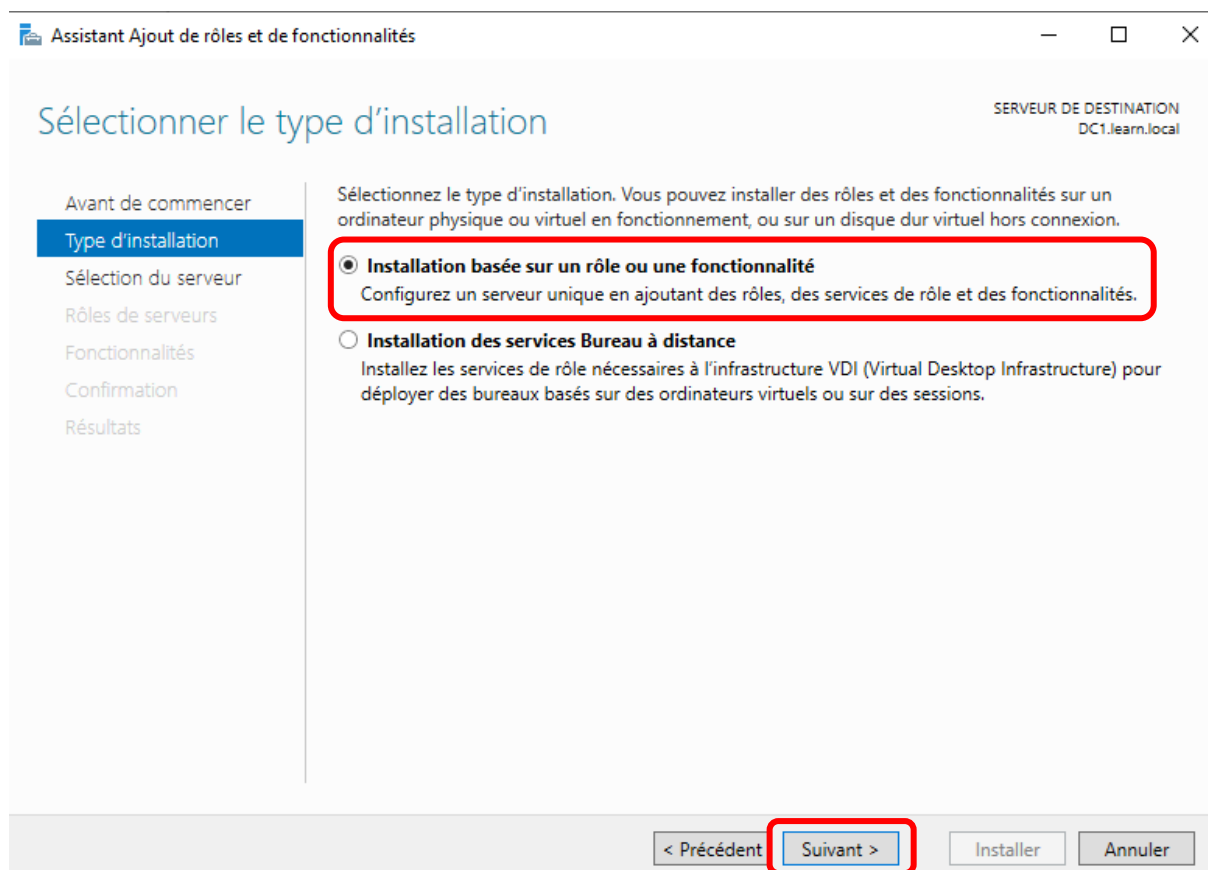 Assistant Ajout de rôles et de fonctionnalités
Sélectionner le type d’installation
SERVEUR DE DESTINATION
DC1.learn.local
Avant de commencer
Type d’installation
Sélection du serveur
Rôles de serveurs
Fonctionnalités
Confirmation
Résultats
Sélectionnez le type d’installation. Vous pouvez installer des rôles et des fonctionnalités sur un
ordinateur physique ou virtuel en fonctionnement, ou sur un disque dur virtuel hors connexion.
Installation basée sur un rôle ou une fonctionnalité
Configurez un serveur unique en ajoutant des rôles, des services de rôle et des fonctionnalités.
Installation des services Bureau à distance
Installez les services de rôle nécessaires à l’infrastructure VDI (Virtual Desktop Infrastructure) pour
déployer des bureaux basés sur des ordinateurs virtuels ou sur des sessions.
< Précédent
Suivant >
Installer
Annuler